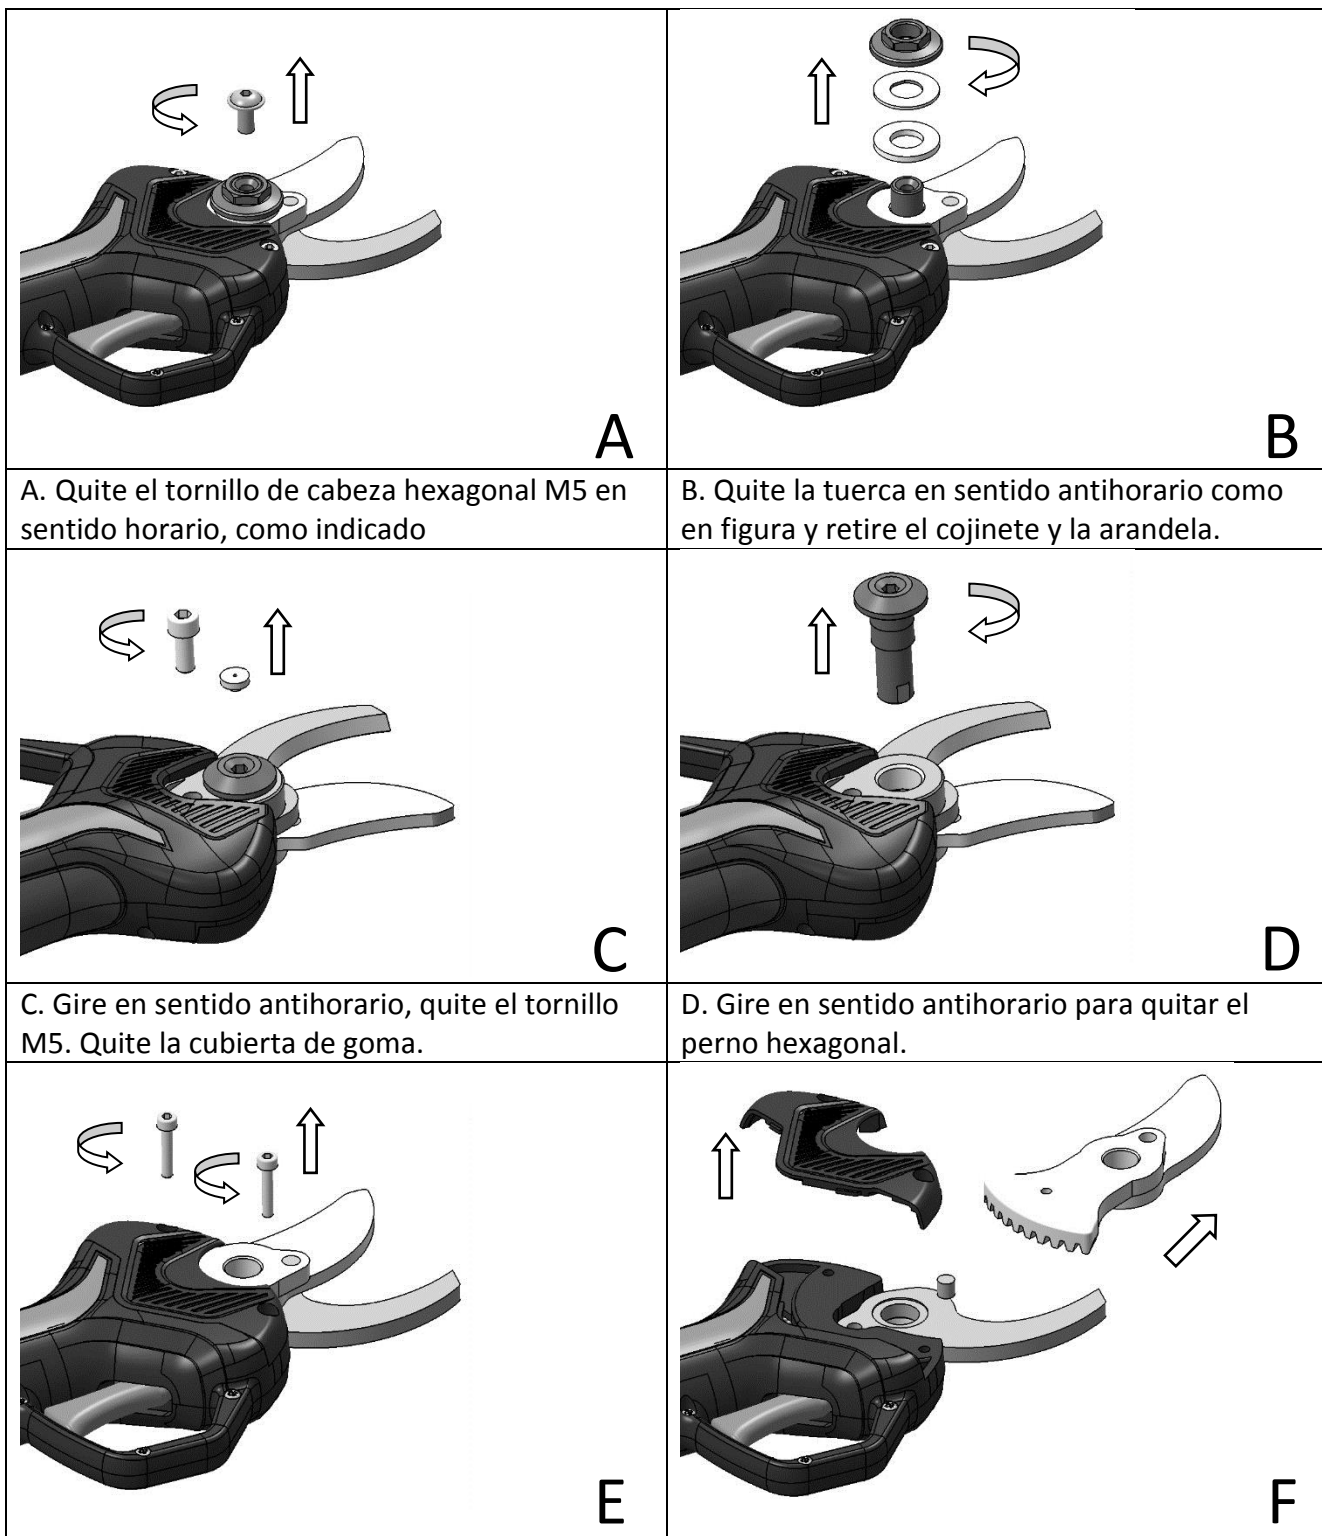 A
B
A. Quite el tornillo de cabeza hexagonal M5 en
sentido horario, como indicado
B. Quite la tuerca en sentido antihorario como
en figura y retire el cojinete y la arandela.
C
D
C. Gire en sentido antihorario, quite el tornillo
M5. Quite la cubierta de goma.
D. Gire en sentido antihorario para quitar el
perno hexagonal.
E
F